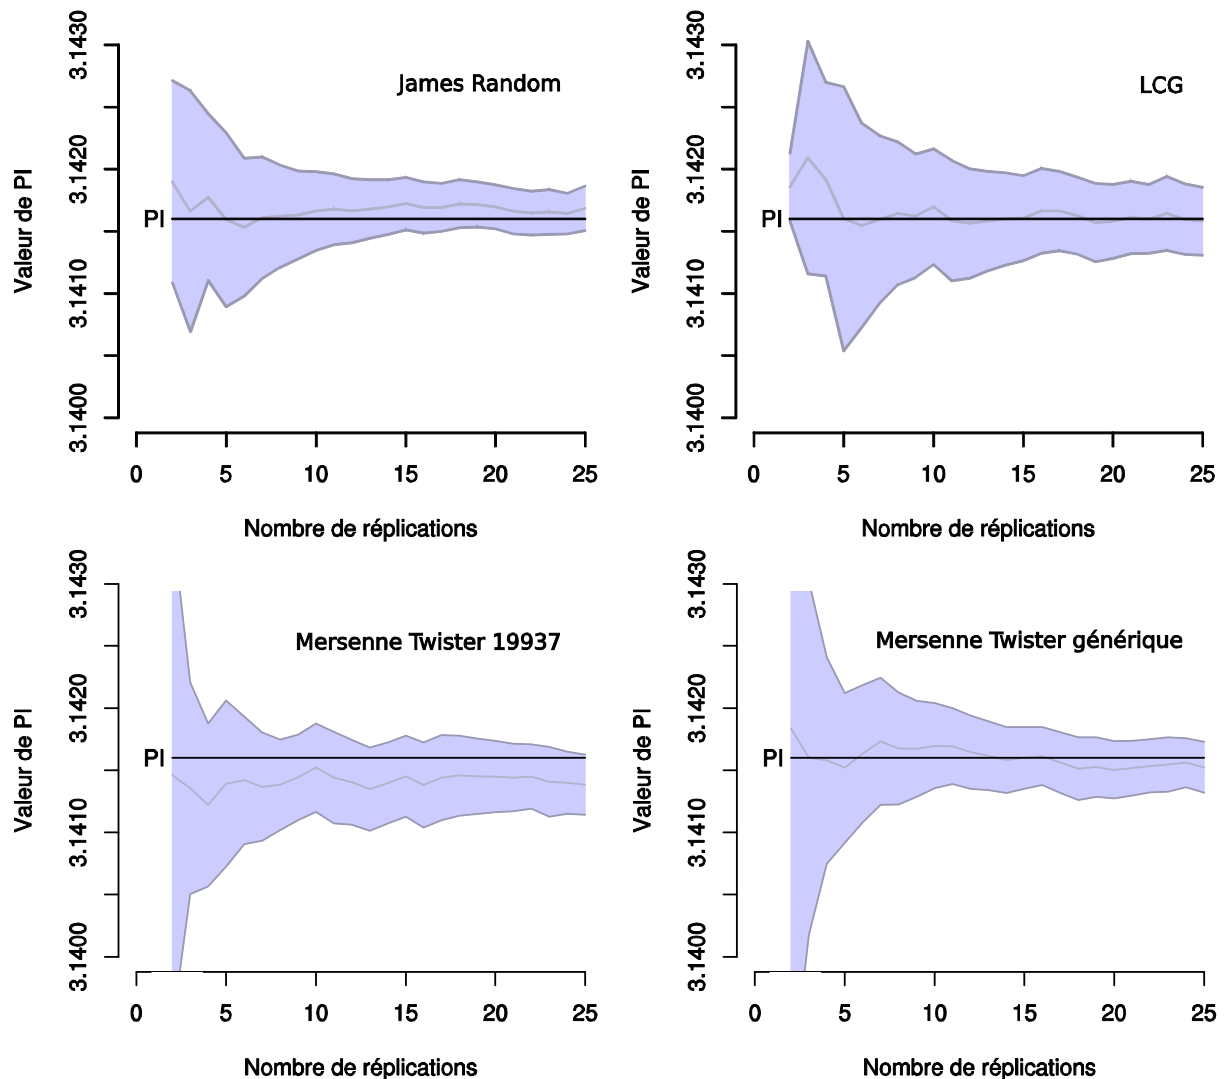 James Random
Valeur de PI
3.1430
3.1420
3.1410
3.1400
PI
0 5 10 15 20 25
Nombre de réplications
LCG
Valeur de PI
3.1430
3.1420
3.1410
3.1400
PI
0 5 10 15 20 25
Nombre de réplications
Mersenne Twister 19937
Valeur de PI
3.1430
3.1420
3.1410
3.1400
PI
0 5 10 15 20 25
Nombre de réplications
Mersenne Twister générique
Valeur de PI
3.1430
3.1420
3.1410
3.1400
PI
0 5 10 15 20 25
Nombre de réplications